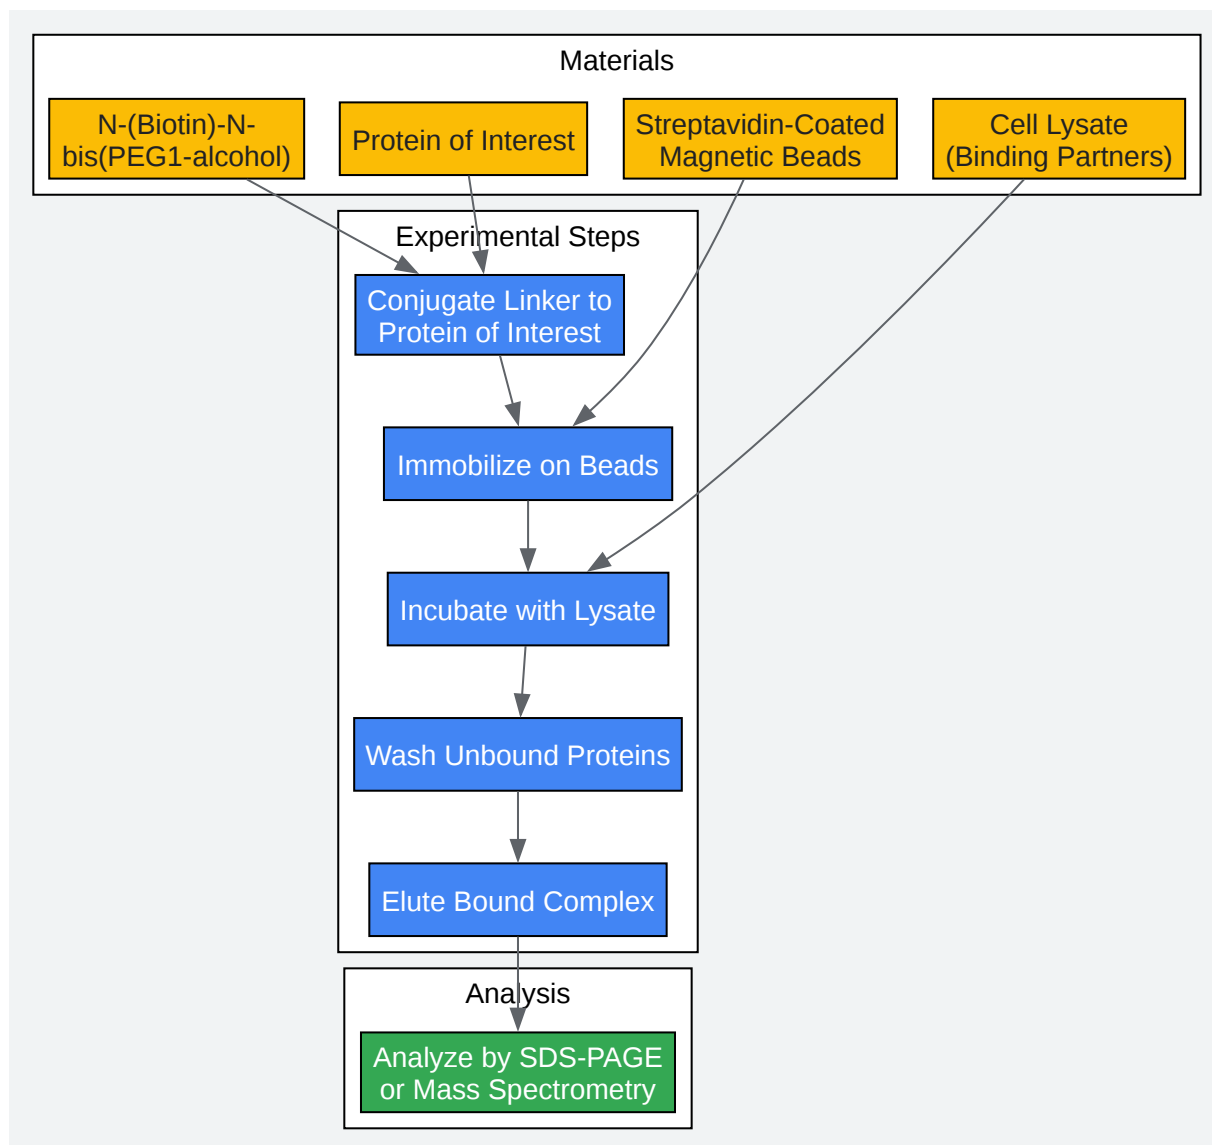 Materials
N-(Biotin)-N-
bis(PEG1-alcohol)
Protein of Interest
Streptavidin-Coated
Magnetic Beads
Cell Lysate
(Binding Partners)
Experimental Steps
Conjugate Linker to
Protein of Interest
Immobilize on Beads
Incubate with Lysate
Wash Unbound Proteins
Elute Bound Complex
Analysis
Analyze by SDS-PAGE
or Mass Spectrometry